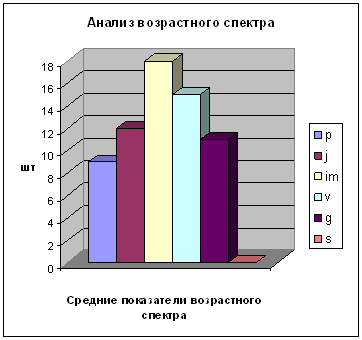 Анализ возрастного спектра
18
16
14
12
10
8
6
4
2
0
шт
p
j
im
v
g
s
Средние показатели возрастного
спектра